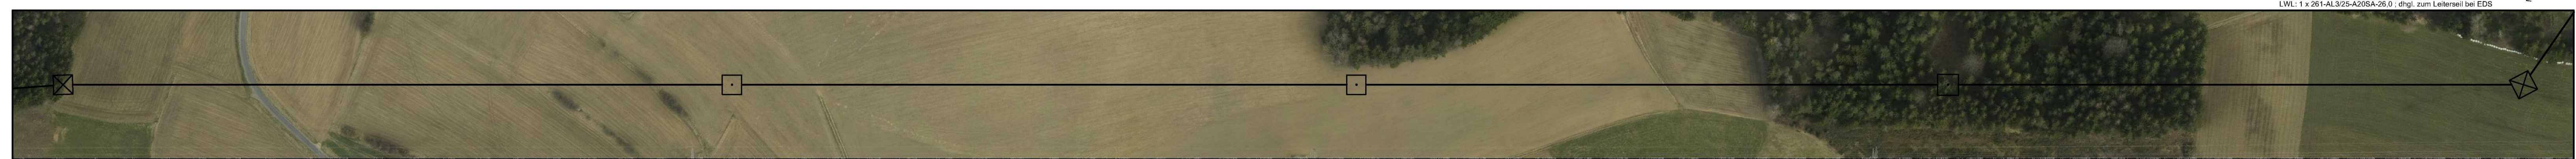 LWL: 1 x 261-AL3/25-A20SA-26,0 ; dhgl. zum Leiterseil bei EDS